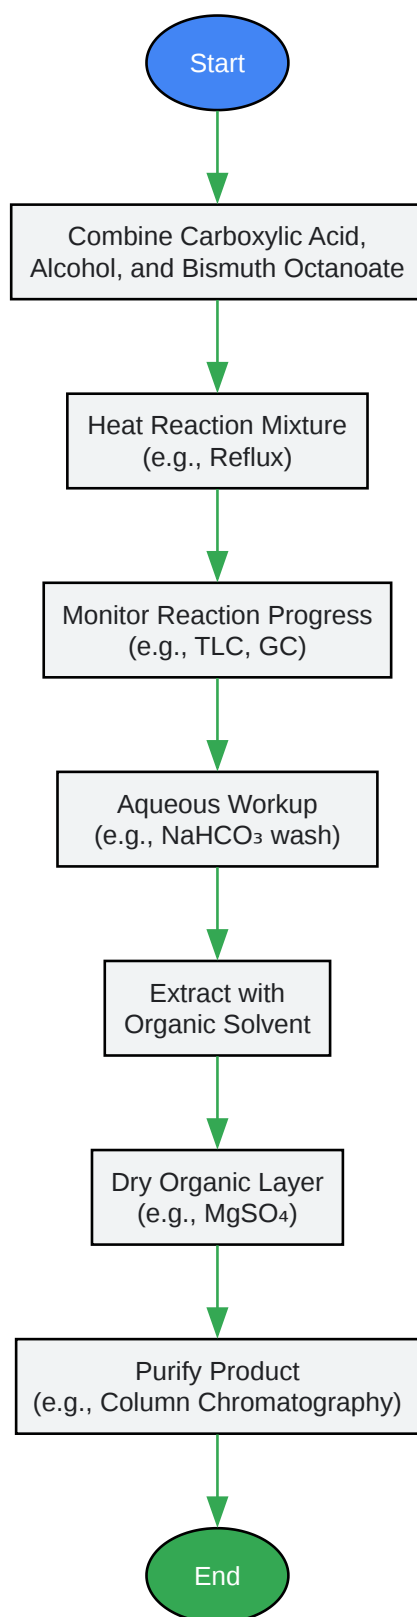 Start
Combine Carboxylic Acid,
Alcohol, and Bismuth Octanoate
Heat Reaction Mixture
(e.g., Reflux)
Monitor Reaction Progress
(e.g., TLC, GC)
Aqueous Workup
(e.g., NaHCO₃ wash)
Extract with
Organic Solvent
Dry Organic Layer
(e.g., MgSO₄)
Purify Product
(e.g., Column Chromatography)
End